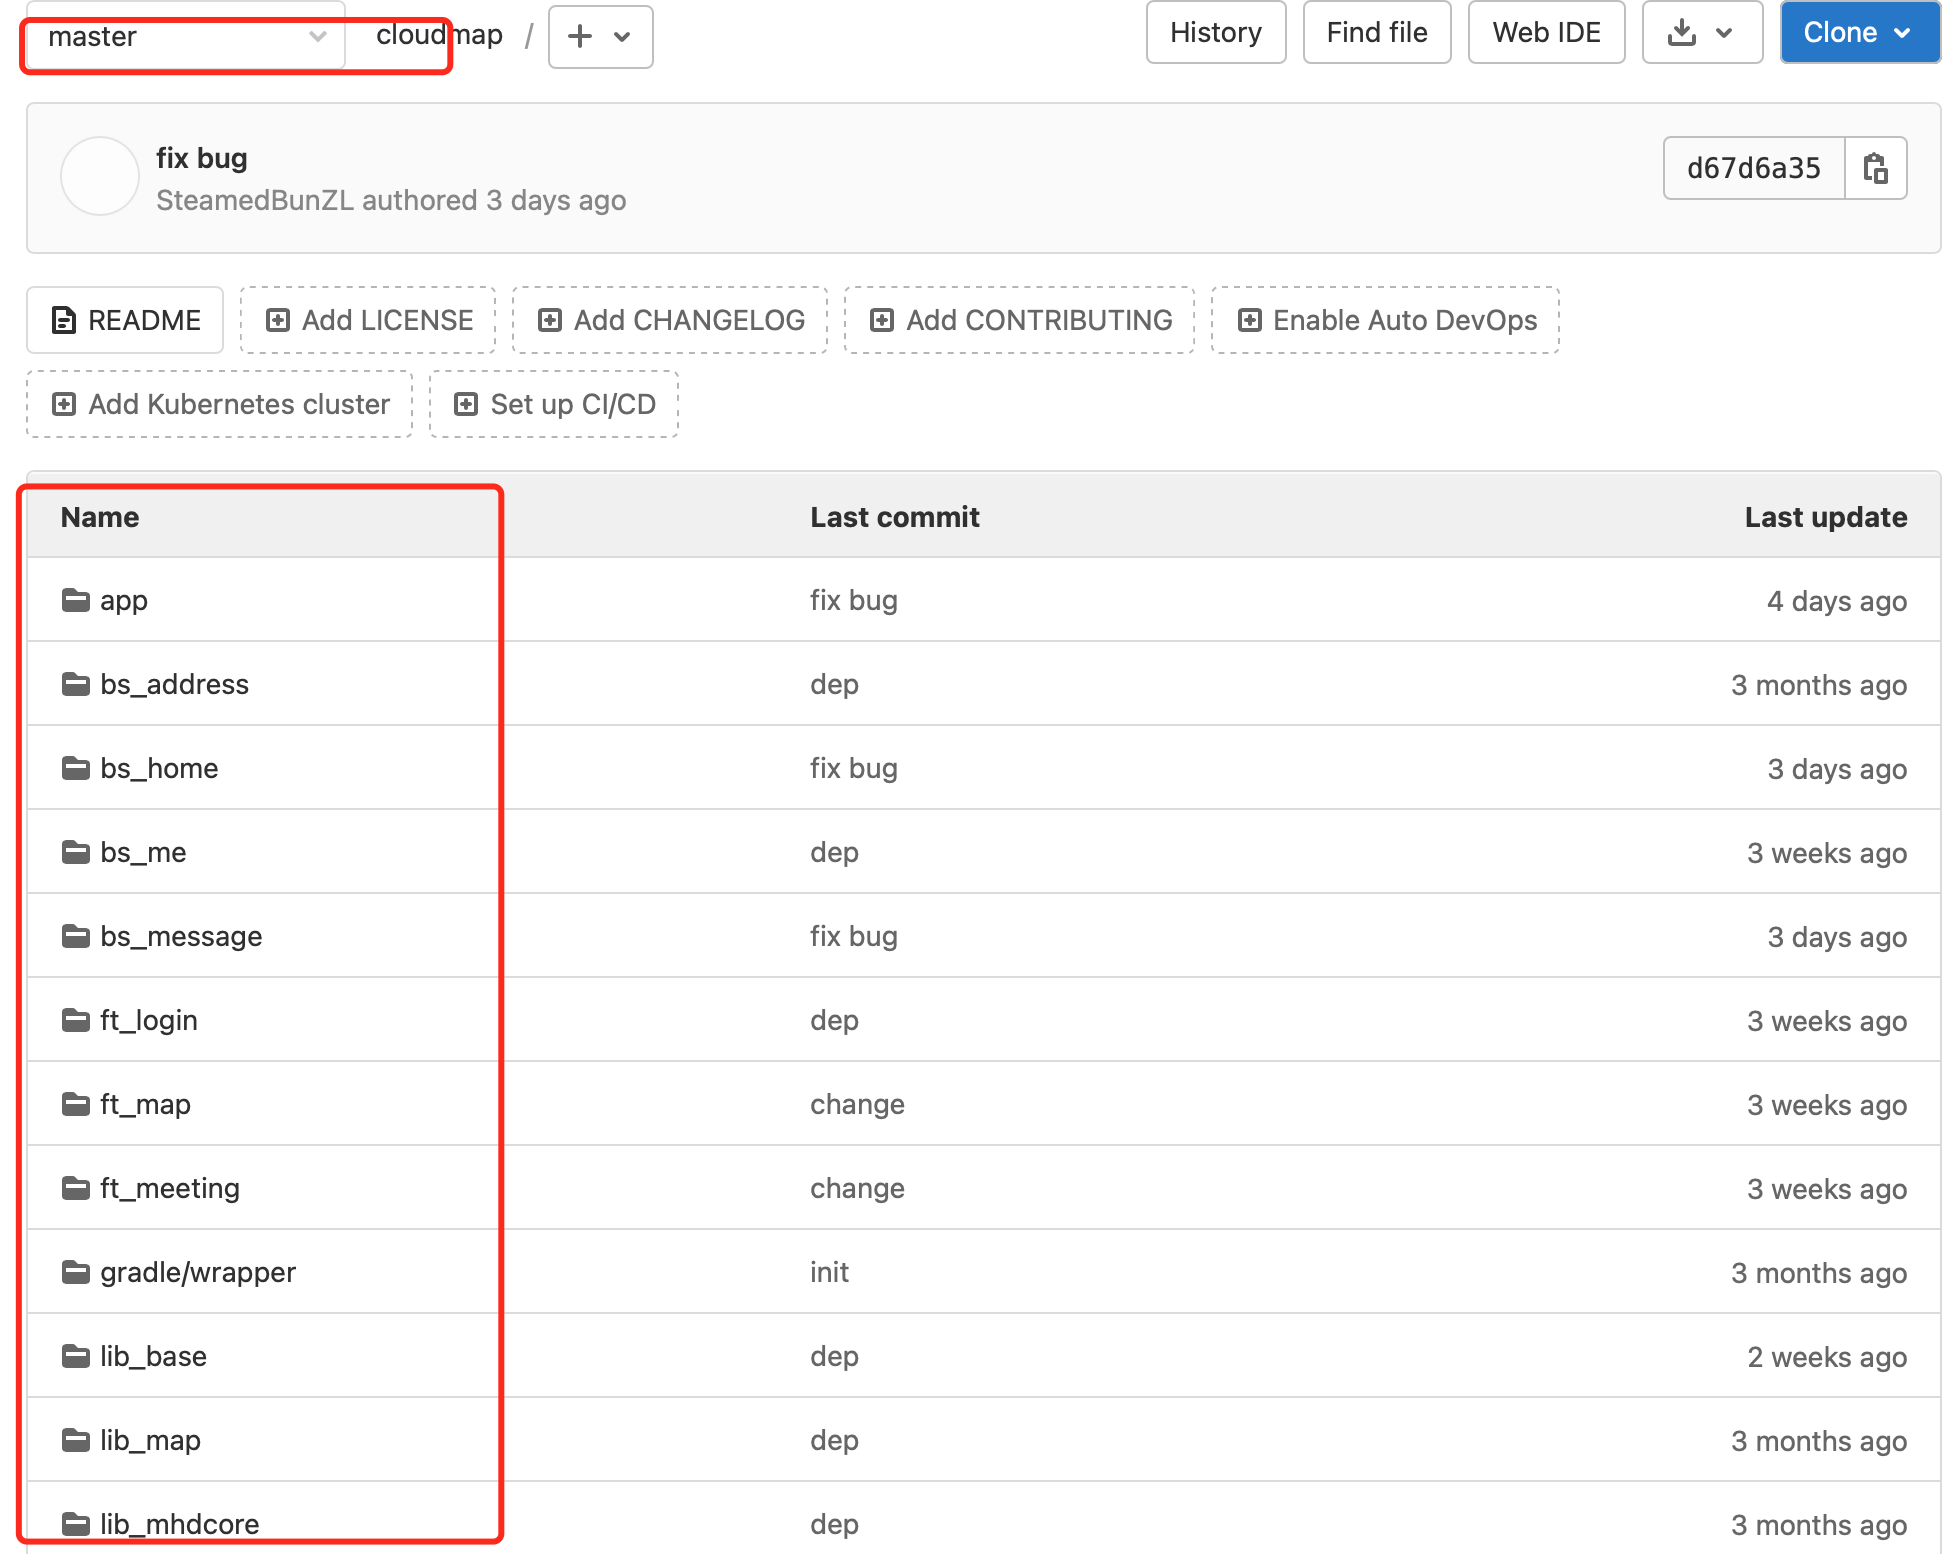 master cloudmap / History Find file Web IDE Clone
fix bug
SteamedBunZL authored 3 days ago
d67d6a35
README Add LICENSE Add CHANGELOG Add CONTRIBUTING Enable Auto DevOps
Add Kubernetes cluster Set up CI/CD
Name Last commit Last update
app fix bug 4 days ago
bs_address dep 3 months ago
bs_home fix bug 3 days ago
bs_me dep 3 weeks ago
bs_message fix bug 3 days ago
ft_login dep 3 weeks ago
ft_map change 3 weeks ago
ft_meeting change 3 weeks ago
gradle/wrapper init 3 months ago
lib_base dep 2 weeks ago
lib_map dep 3 months ago
lib_mhdcore dep 3 months ago